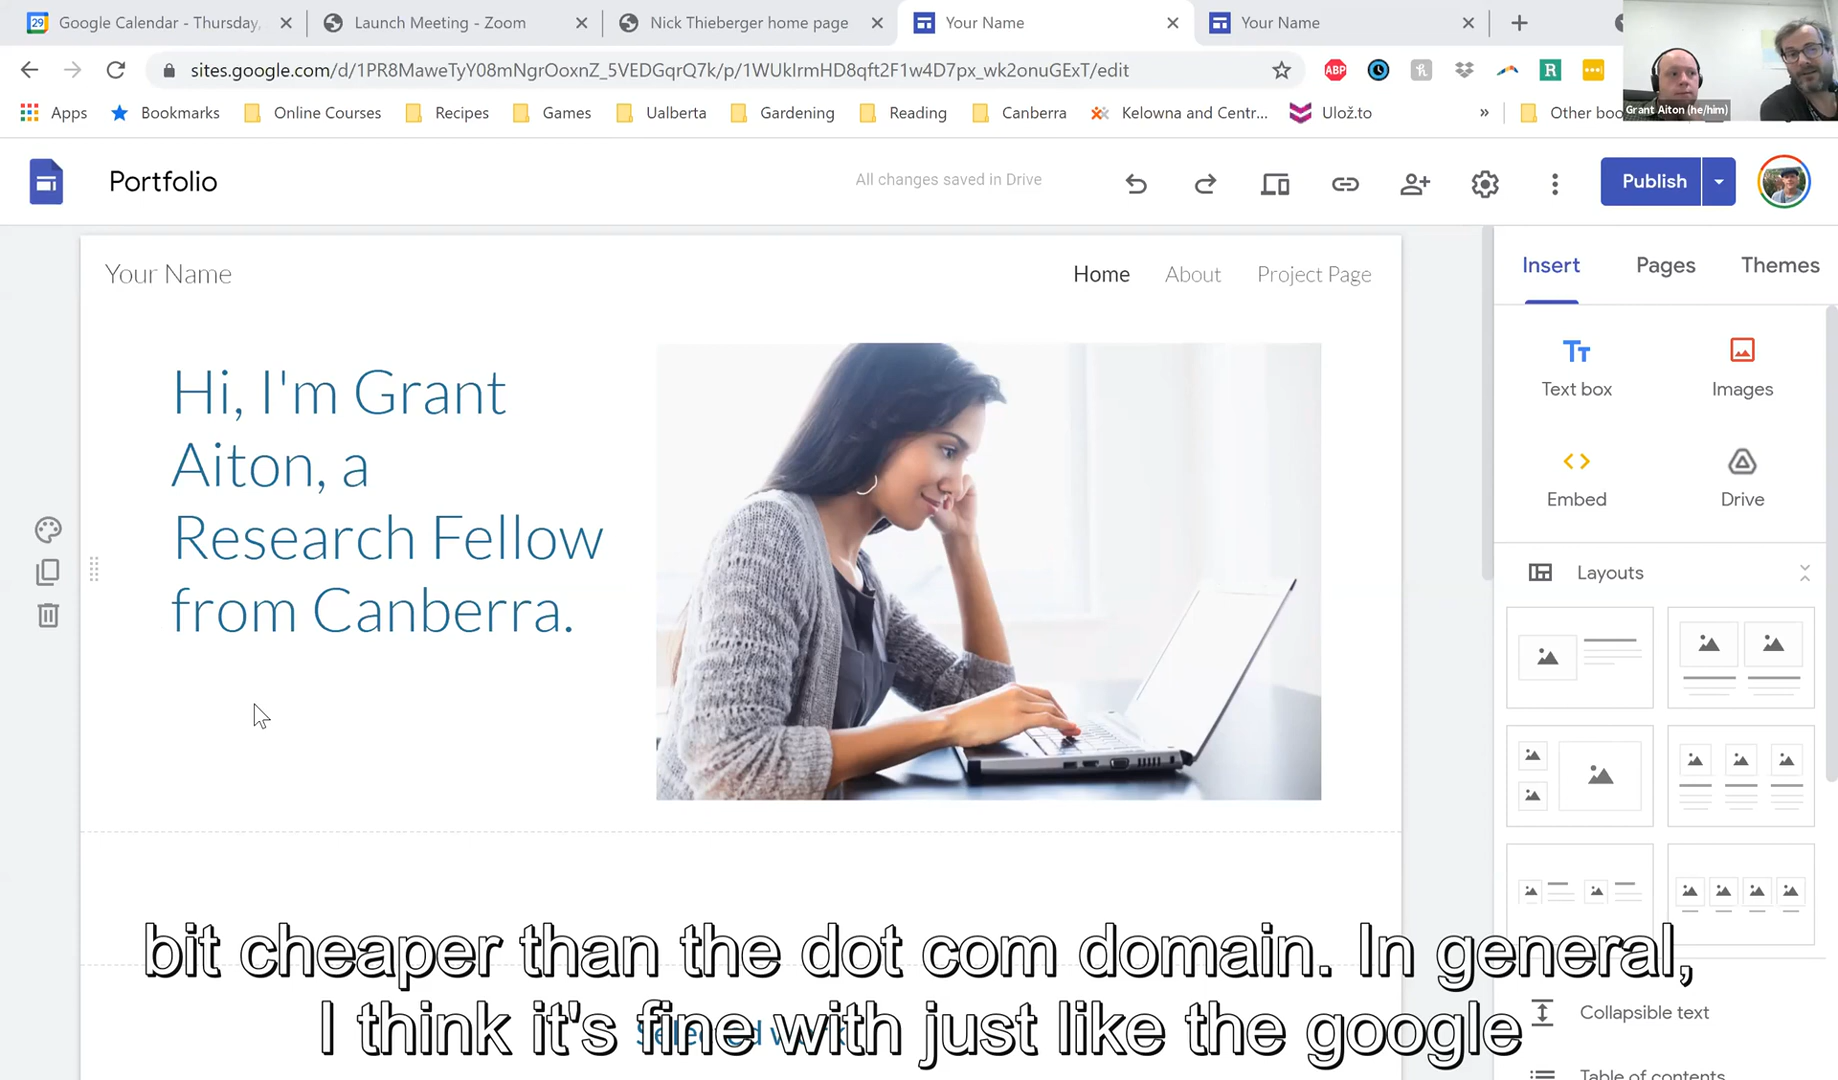 Google Calendar - Thursday,
Launch Meeting - Zoom
Nick Thieberger home page
Your Name
Your Name
sites.google.com/d/1PR8MaweTyY08mNgrOoxnZ_5VEDGqrQ7k/p/1WUkIrmHD8qft2F1w4D7px_wk2onuGExT/edit
ABP
R
Grant Aiton (he/him)
Apps
Bookmarks
Online Courses
Recipes
Games
Ualberta
Gardening
Reading
Canberra
Kelowna and Centr...
Ulož.to
»
Other boo
Portfolio
All changes saved in Drive
Publish
Your Name
Home
About
Project Page
Hi, I'm Grant
Aiton, a
Research Fellow
from Canberra.
Insert
Pages
Themes
Text box
Images
Embed
Drive
Layouts
Collapsible text
Table of contents
bit cheaper than the dot com domain. In general,
I think it's fine with just like the google